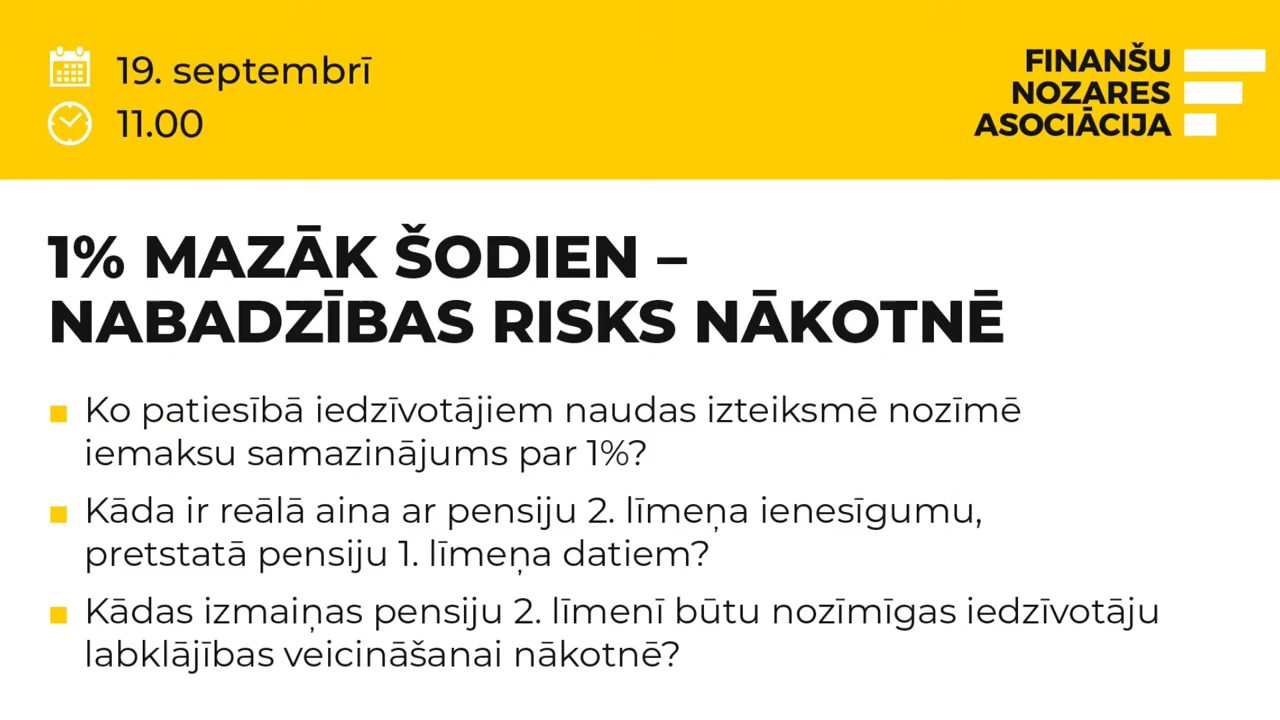 19. septembrī
11.00
FINANŠU
NOZARES
ASOCIĀCIJA
1% MAZĀK ŠODIEN –
NABADZĪBAS RISKS NĀKOTNĒ
Ko patiesībā iedzīvotājiem naudas izteiksmē nozīmē
iemaksu samazinājums par 1%?
Kāda ir reālā aina ar pensiju 2. līmeņa ienesīgumu,
pretstatā pensiju 1. līmeņa datiem?
Kādas izmaiņas pensiju 2. līmenī būtu nozīmīgas iedzīvotāju
labklājības veicināšanai nākotnē?